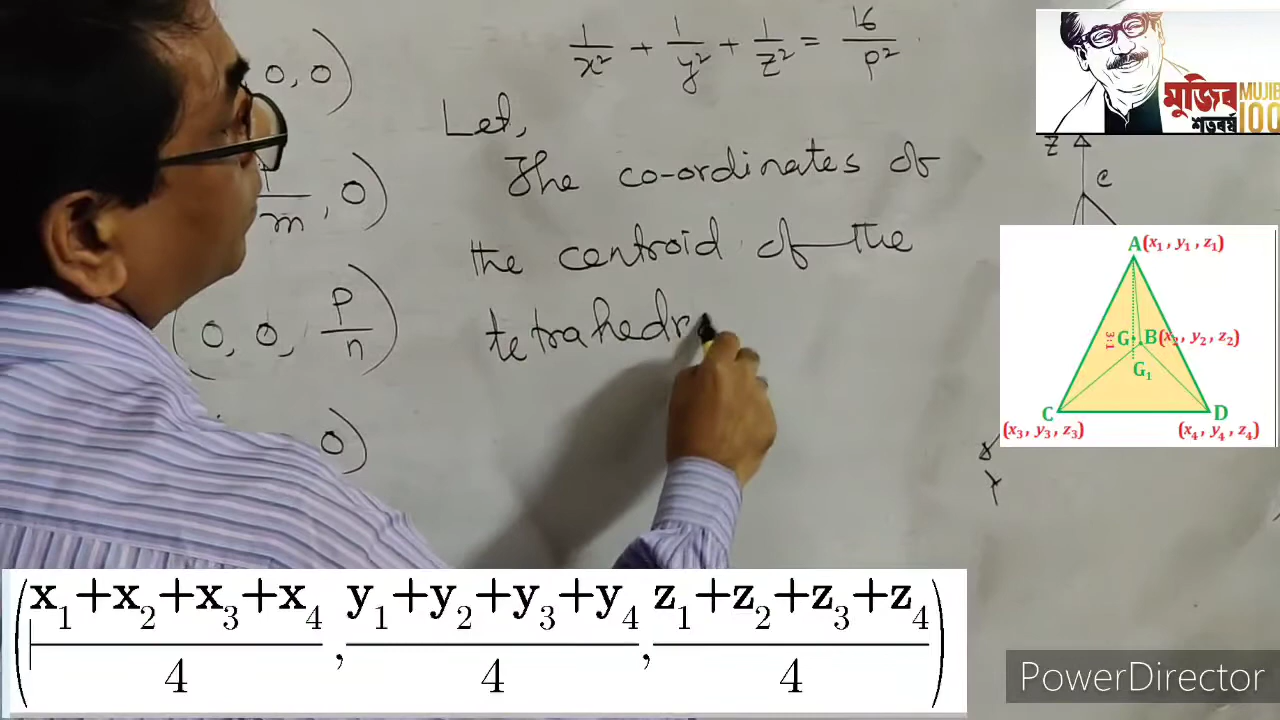 1/x² + 1/y² + 1/z² = 16/p²
, 0, 0)
Let,
The co-ordinates of
/m, 0)
the centroid of the
(0, 0, p/n)
tetrahedr
0)
মুজিব
MUJIB
শতবর্ষ
100
Z
C
A(x₁, y₁, z₁)
3:1
G
B(x₂, y₂, z₂)
G₁
C
D
(x₃, y₃, z₃)
(x₄, y₄, z₄)
((x₁+x₂+x₃+x₄)/4, (y₁+y₂+y₃+y₄)/4, (z₁+z₂+z₃+z₄)/4)
PowerDirector